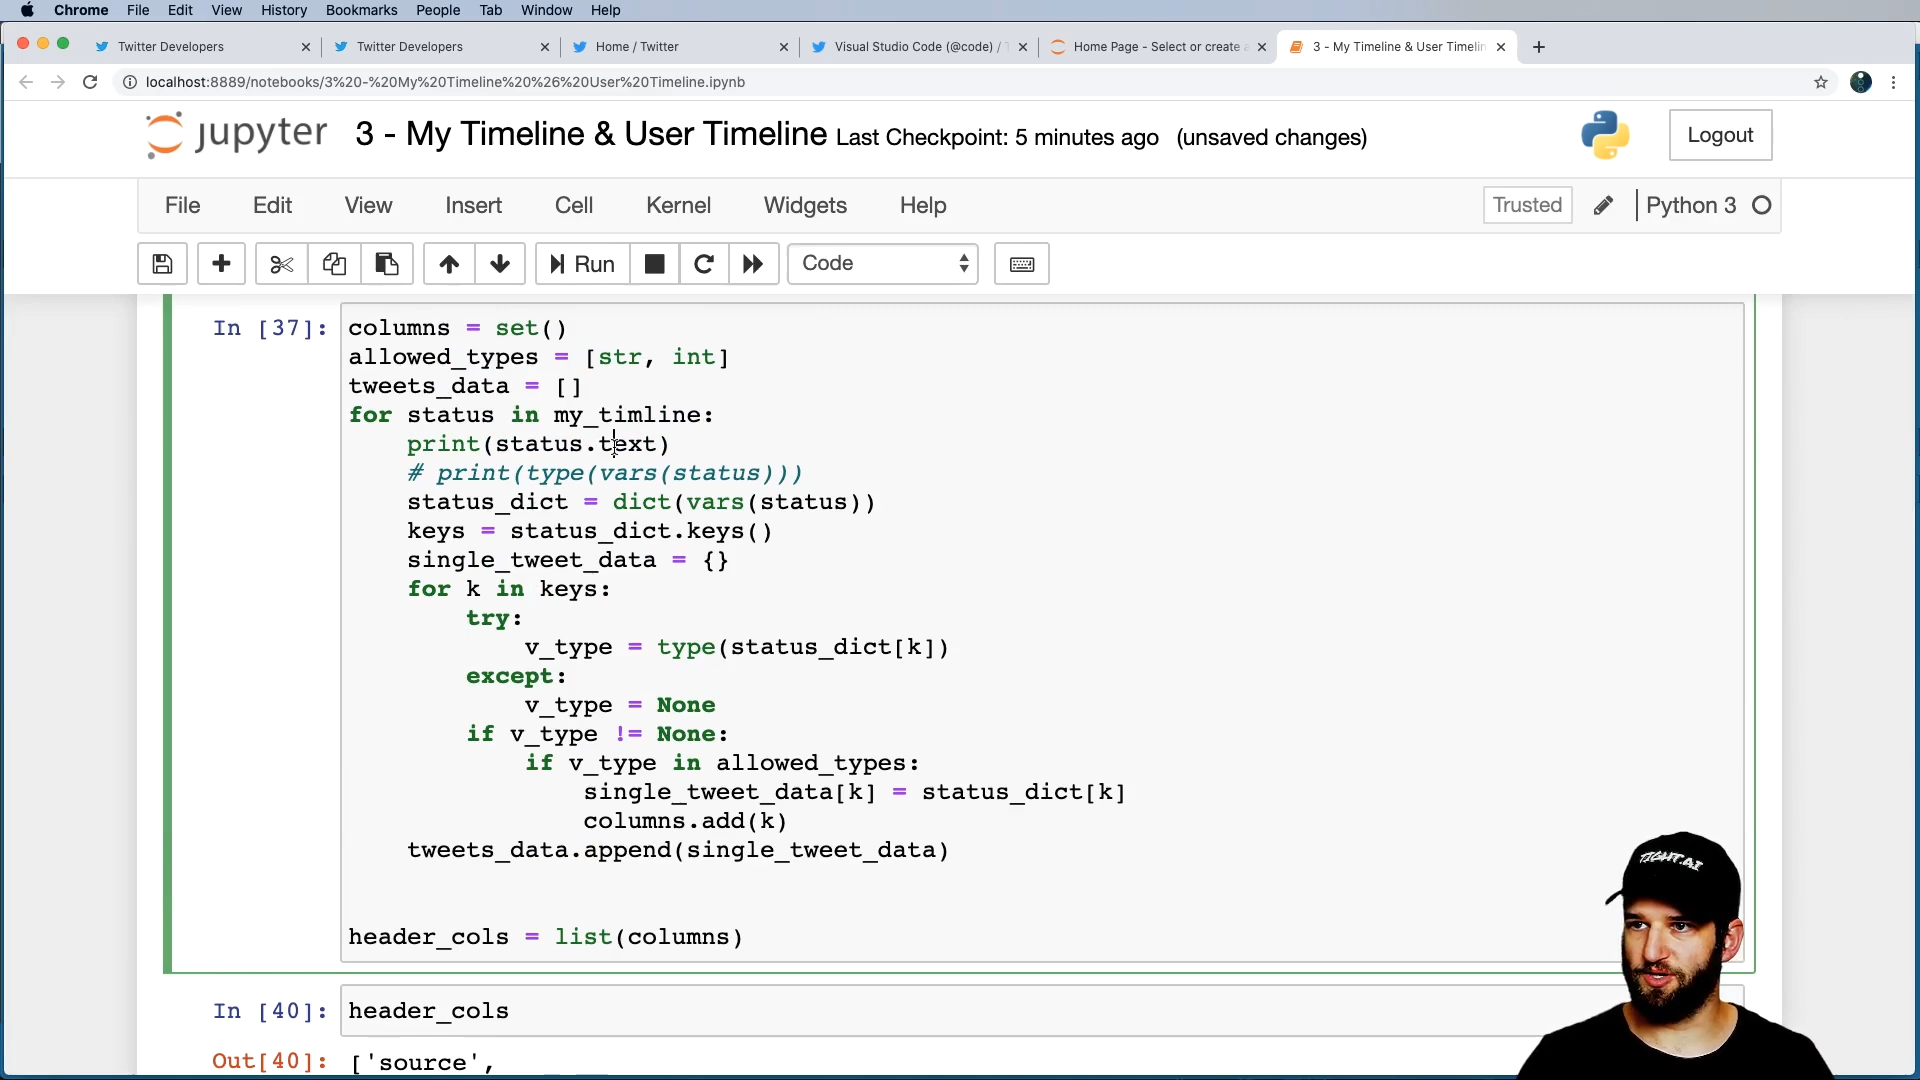 Chrome File Edit View History Bookmarks People Tab Window Help
Twitter Developers Twitter Developers Home / Twitter Visual Studio Code (@code) / T Home Page - Select or create a 3 - My Timeline & User Timelin
localhost:8889/notebooks/3%20-%20My%20Timeline%20%26%20User%20Timeline.ipynb
jupyter 3 - My Timeline & User Timeline Last Checkpoint: 5 minutes ago (unsaved changes) Logout
File Edit View Insert Cell Kernel Widgets Help Trusted Python 3
Run Code
In [37]: columns = set()
allowed_types = [str, int]
tweets_data = []
for status in my_timline:
    print(status.text)
    # print(type(vars(status)))
    status_dict = dict(vars(status))
    keys = status_dict.keys()
    single_tweet_data = {}
    for k in keys:
        try:
            v_type = type(status_dict[k])
        except:
            v_type = None
        if v_type != None:
            if v_type in allowed_types:
                single_tweet_data[k] = status_dict[k]
                columns.add(k)
    tweets_data.append(single_tweet_data)
header_cols = list(columns)
In [40]: header_cols
Out[40]: ['source',
TIGHT.AI